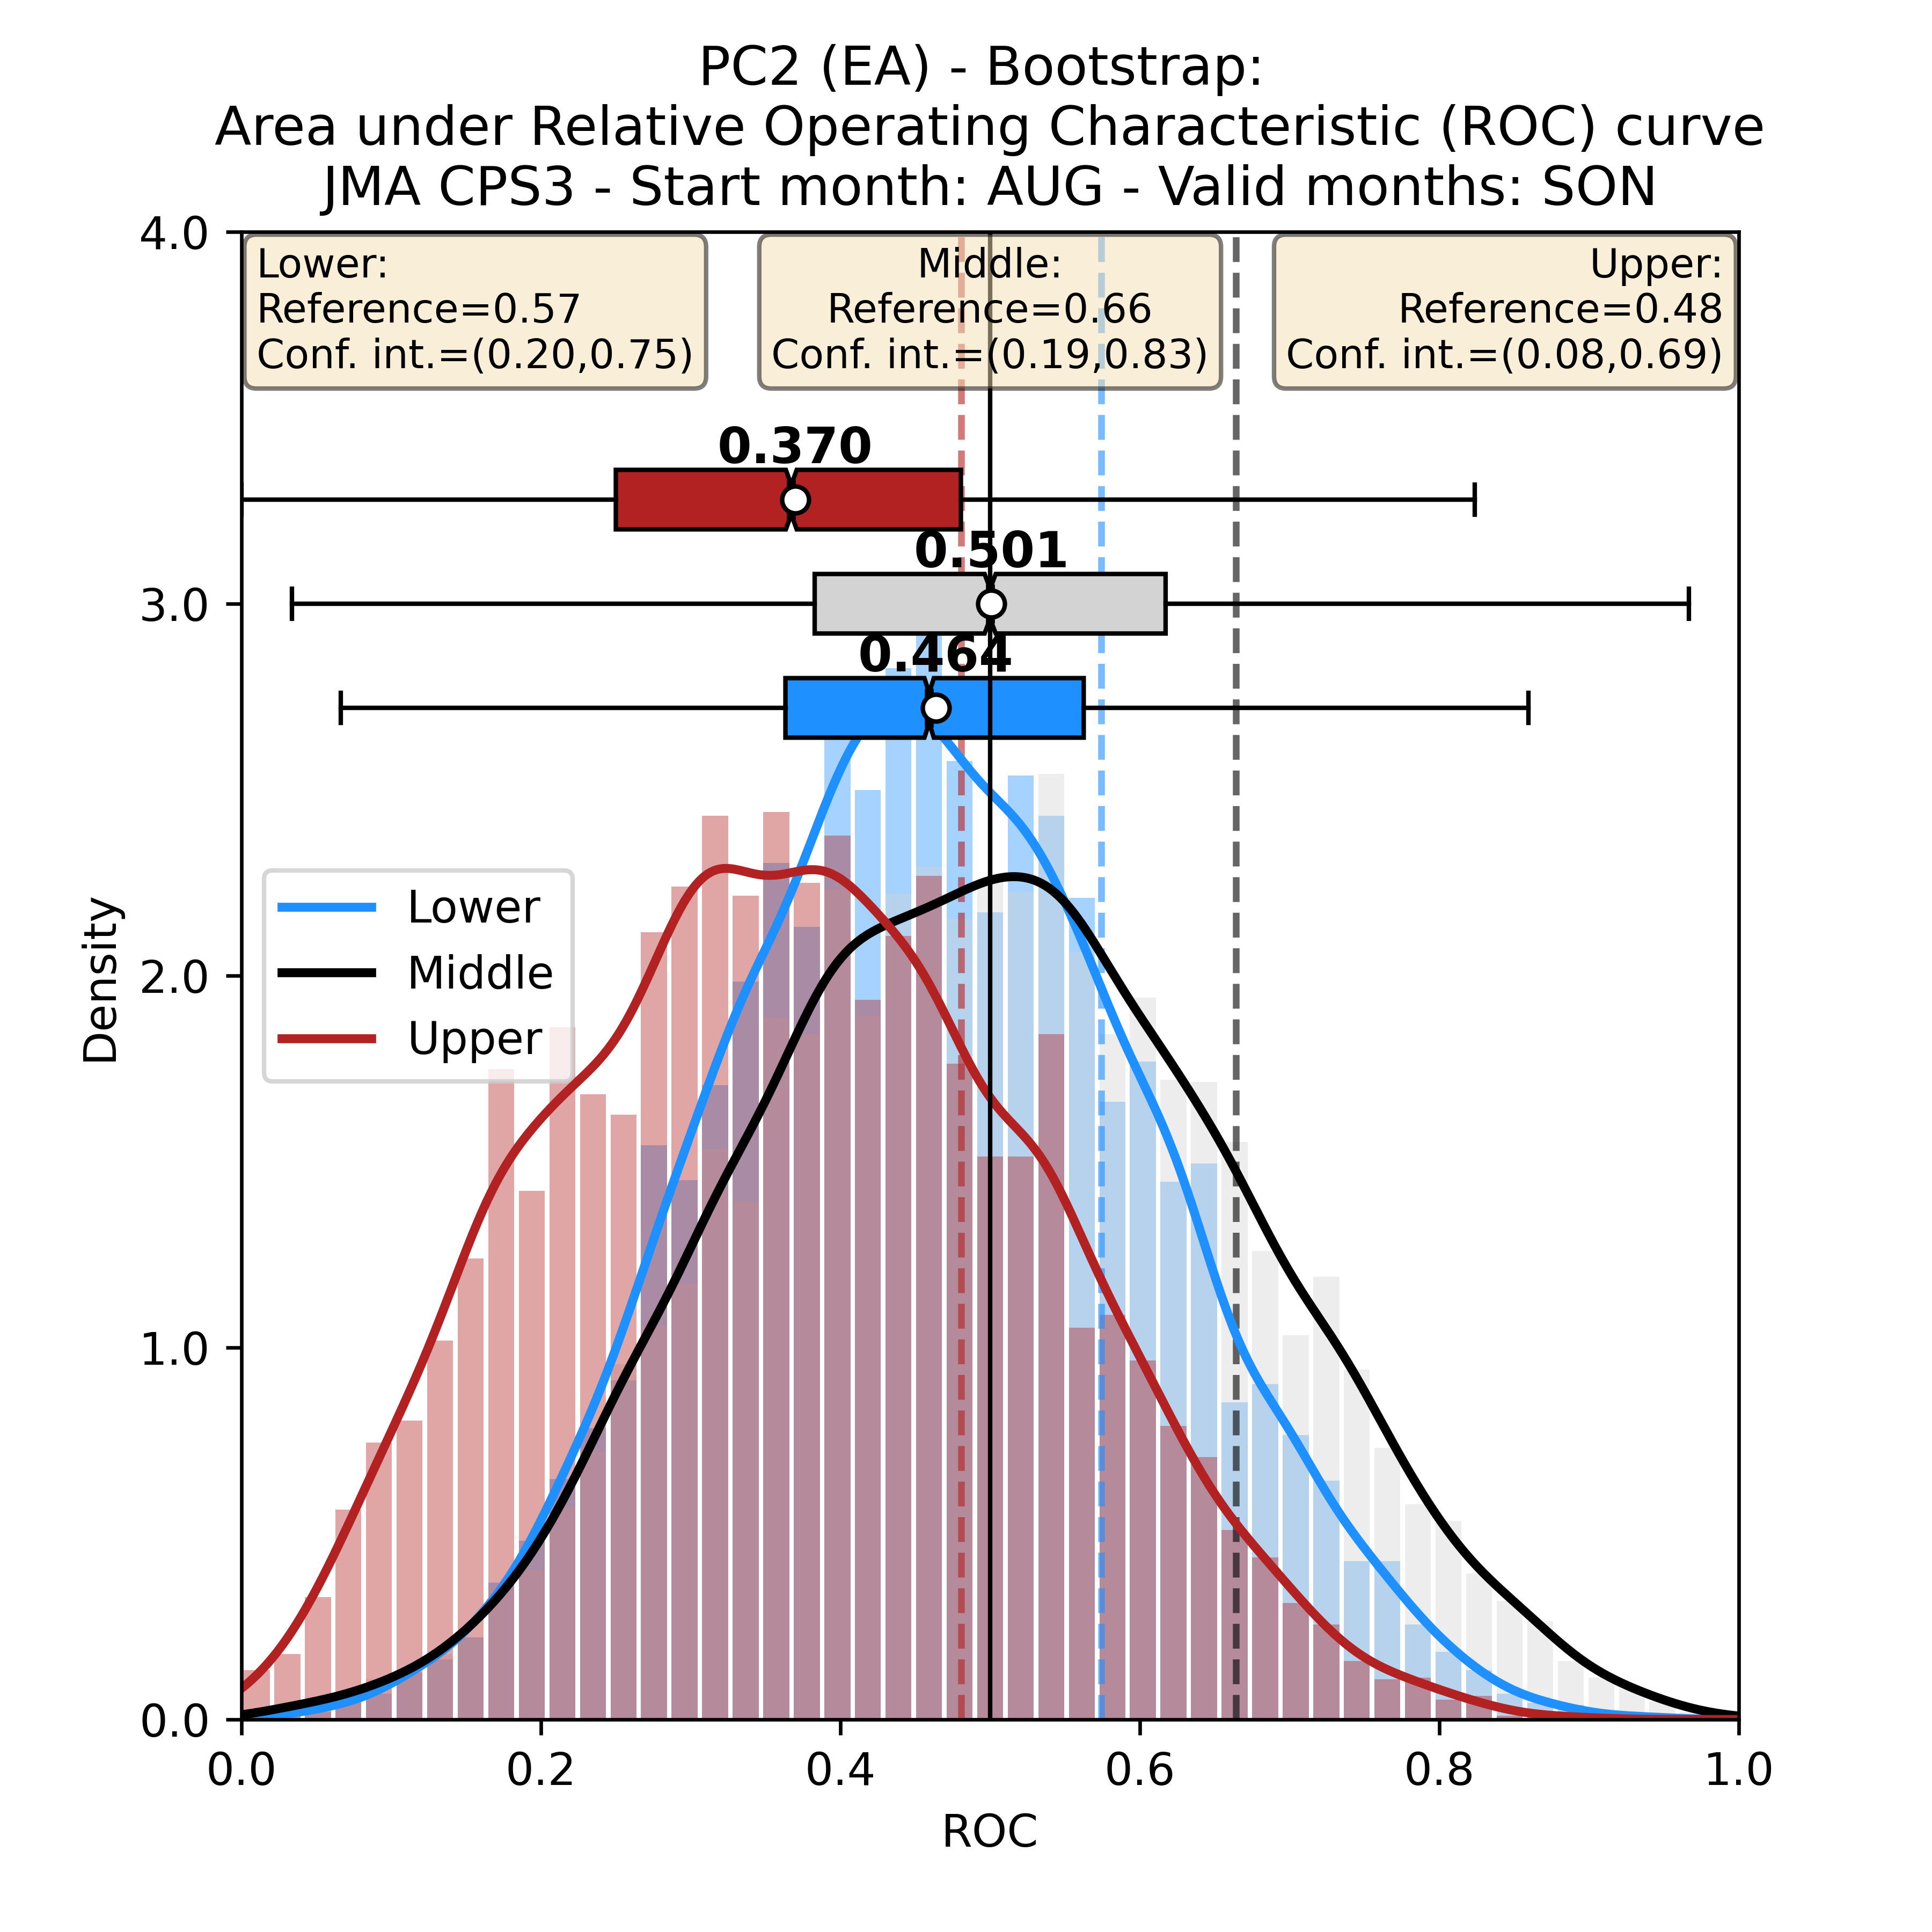 PC2 (EA) - Bootstrap:
Area under Relative Operating Characteristic (ROC) curve
JMA CPS3 - Start month: AUG - Valid months: SON
4.0
Lower:
Reference=0.57
Conf. int.=(0.20,0.75)
Middle:
Reference=0.66
Conf. int.=(0.19,0.83)
Upper:
Reference=0.48
Conf. int.=(0.08,0.69)
0.370
0.501
3.0
0.464
Lower
Middle
Upper
Density
2.0
1.0
0.0
0.0 0.2 0.4 0.6 0.8 1.0
ROC